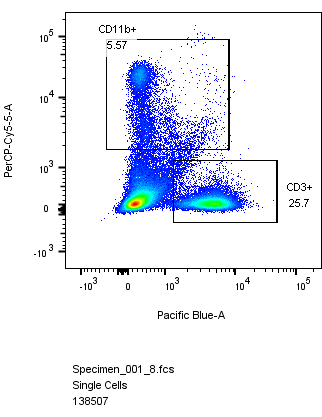 CD11b+
5.57
10^5
10^4
10^3
0
-10^3
PerCP-Cy5-5-A
CD3+
25.7
-10^3 0 10^3 10^4 10^5
Pacific Blue-A
Specimen_001_8.fcs
Single Cells
138507